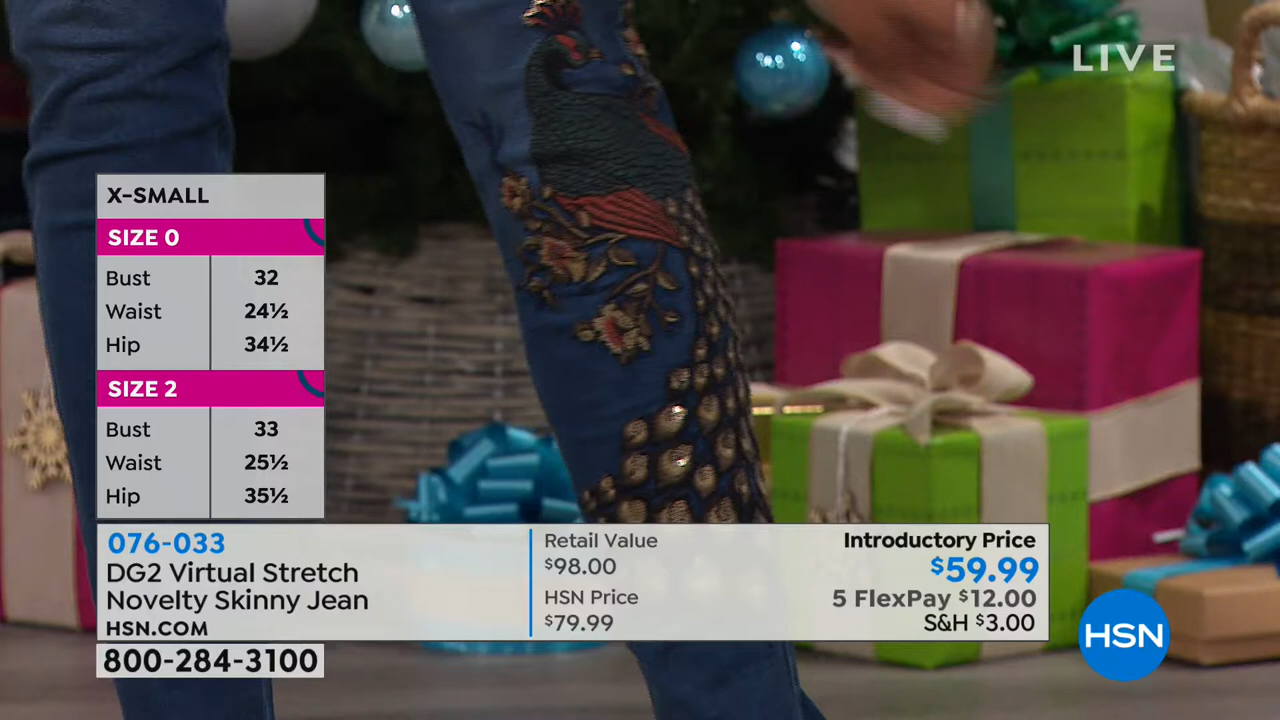 LIVE
X-SMALL
SIZE 0
Bust 32
Waist 24½
Hip 34½
SIZE 2
Bust 33
Waist 25½
Hip 35½
076-033
DG2 Virtual Stretch
Novelty Skinny Jean
HSN.COM
800-284-3100
Retail Value
$98.00
HSN Price
$79.99
Introductory Price
$59.99
5 FlexPay $12.00
S&H $3.00
HSN